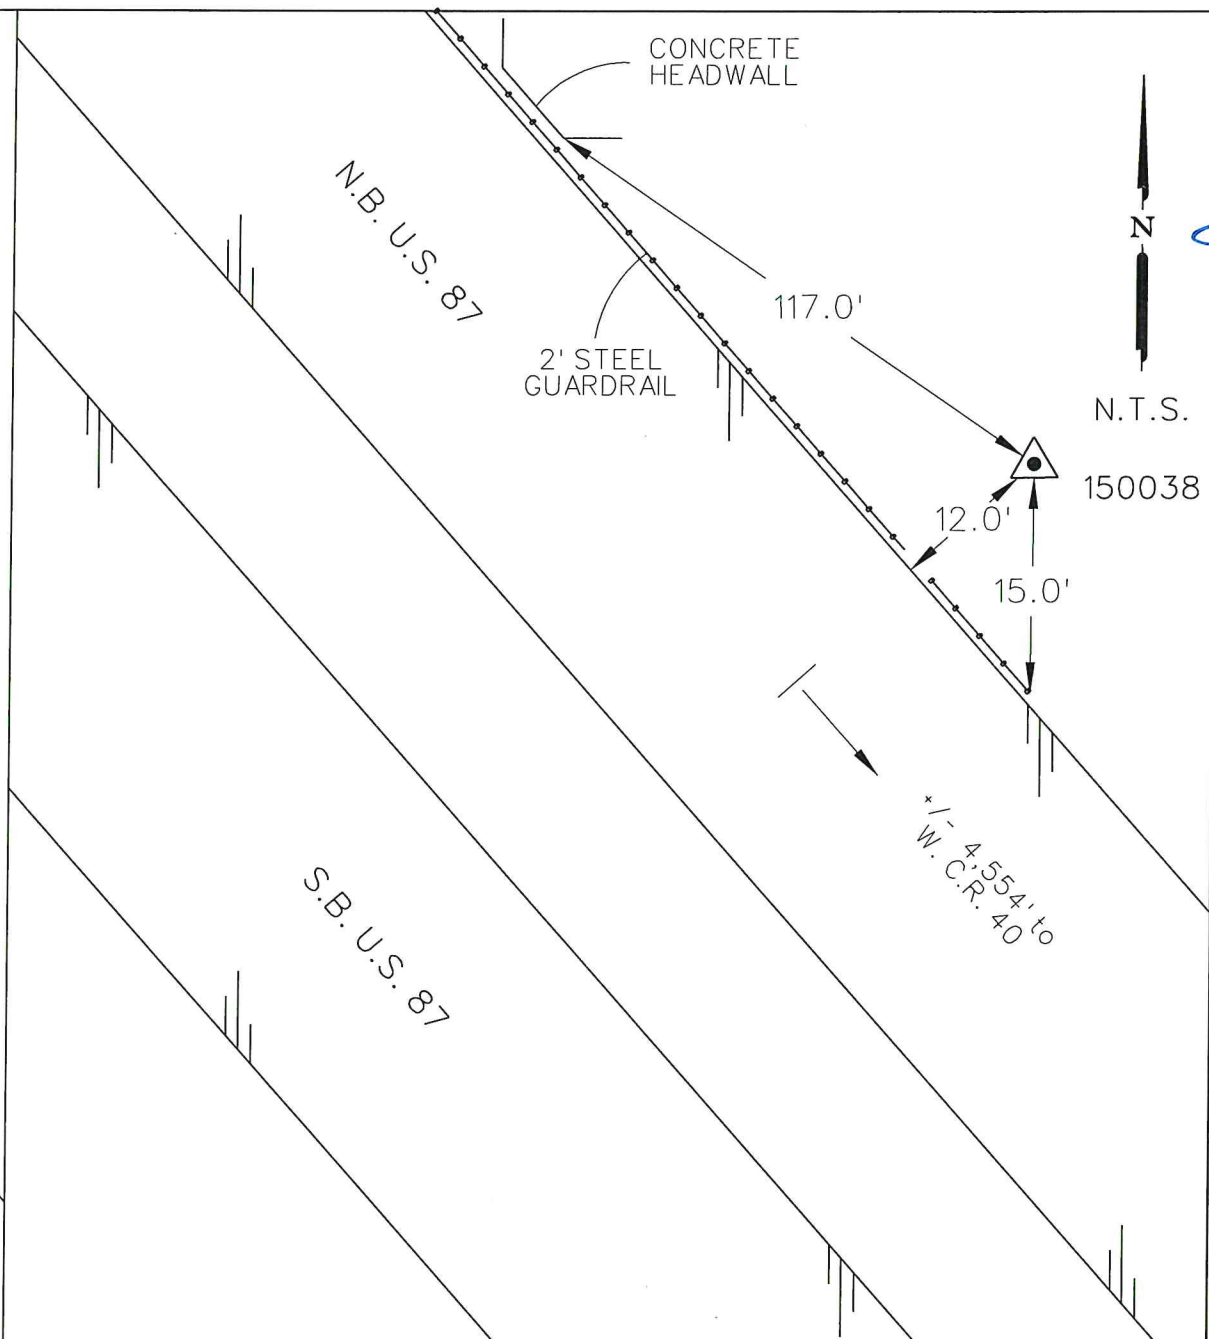 CONCRETE
HEADWALL
N
N.B. U.S. 87
117.0'
2' STEEL
GUARDRAIL
N.T.S.
150038
12.0'
15.0'
+/- 4,554' to
W. C.R. 40
S.B. U.S. 87